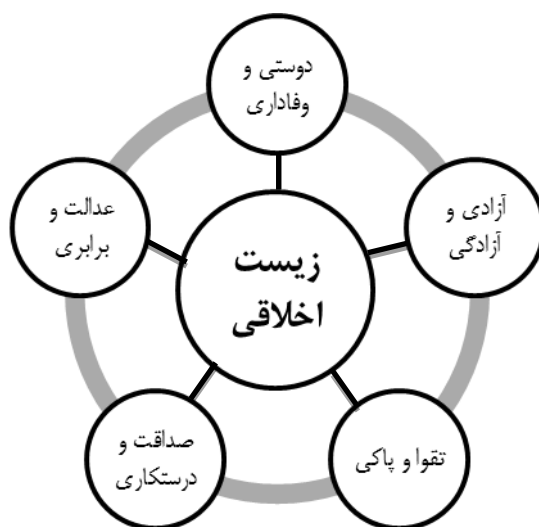 دوستی و
وفاداری
آزادی و
آزادگی
عدالت و
برابری
زیست
اخلاقی
تقوا و پاکی
صداقت و
درستکاری